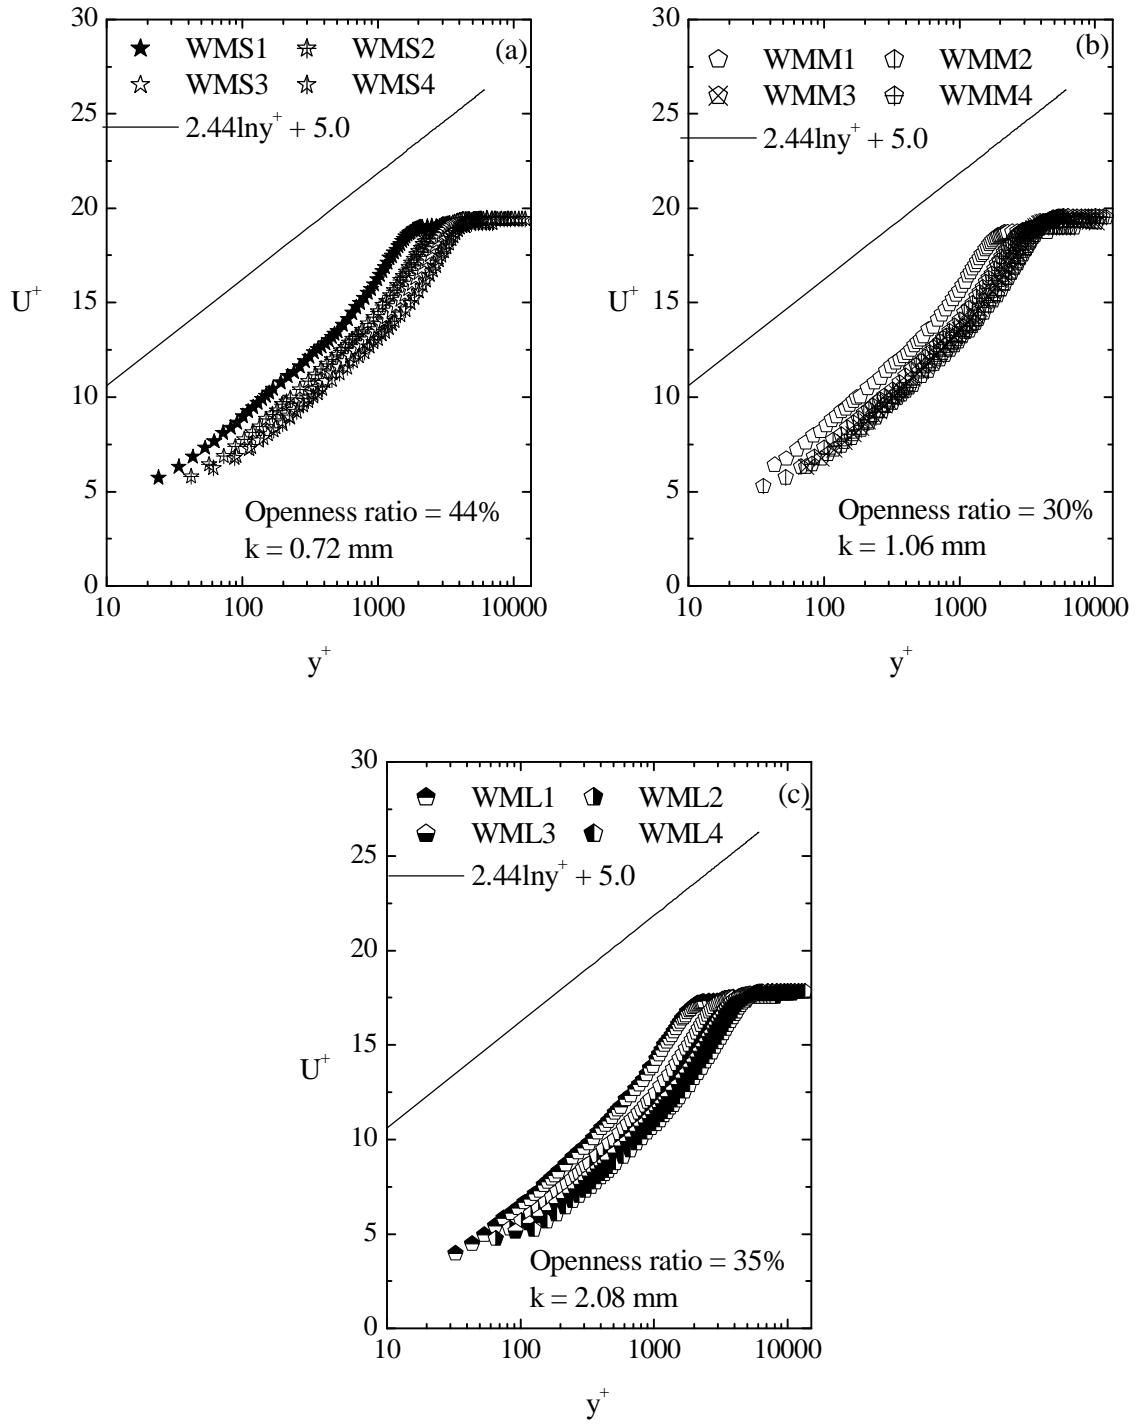 30
25
20
15
10
5
0
U+
WMS1 WMS2 (a)
WMS3 WMS4
2.44lny+ + 5.0
Openness ratio = 44%
k = 0.72 mm
10 100 1000 10000
y+
30
25
20
15
10
5
0
U+
WMM1 WMM2 (b)
WMM3 WMM4
2.44lny+ + 5.0
Openness ratio = 30%
k = 1.06 mm
10 100 1000 10000
y+
30
25
20
15
10
5
0
U+
WML1 WML2 (c)
WML3 WML4
2.44lny+ + 5.0
Openness ratio = 35%
k = 2.08 mm
10 100 1000 10000
y+